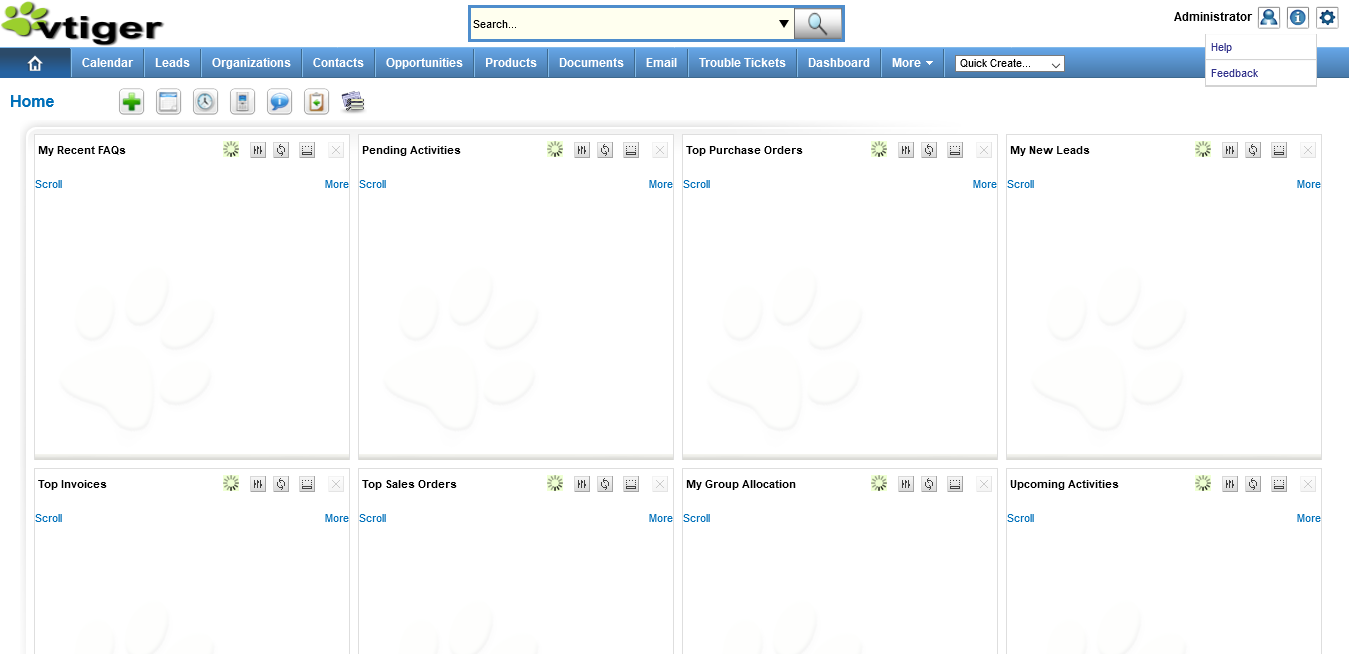 vtiger
Search...
Administrator
Help
Feedback
Calendar Leads Organizations Contacts Opportunities Products Documents Email Trouble Tickets Dashboard More Quick Create...
Home
My Recent FAQs Pending Activities Top Purchase Orders My New Leads
Scroll More Scroll More Scroll More Scroll More
Top Invoices Top Sales Orders My Group Allocation Upcoming Activities
Scroll More Scroll More Scroll More Scroll More